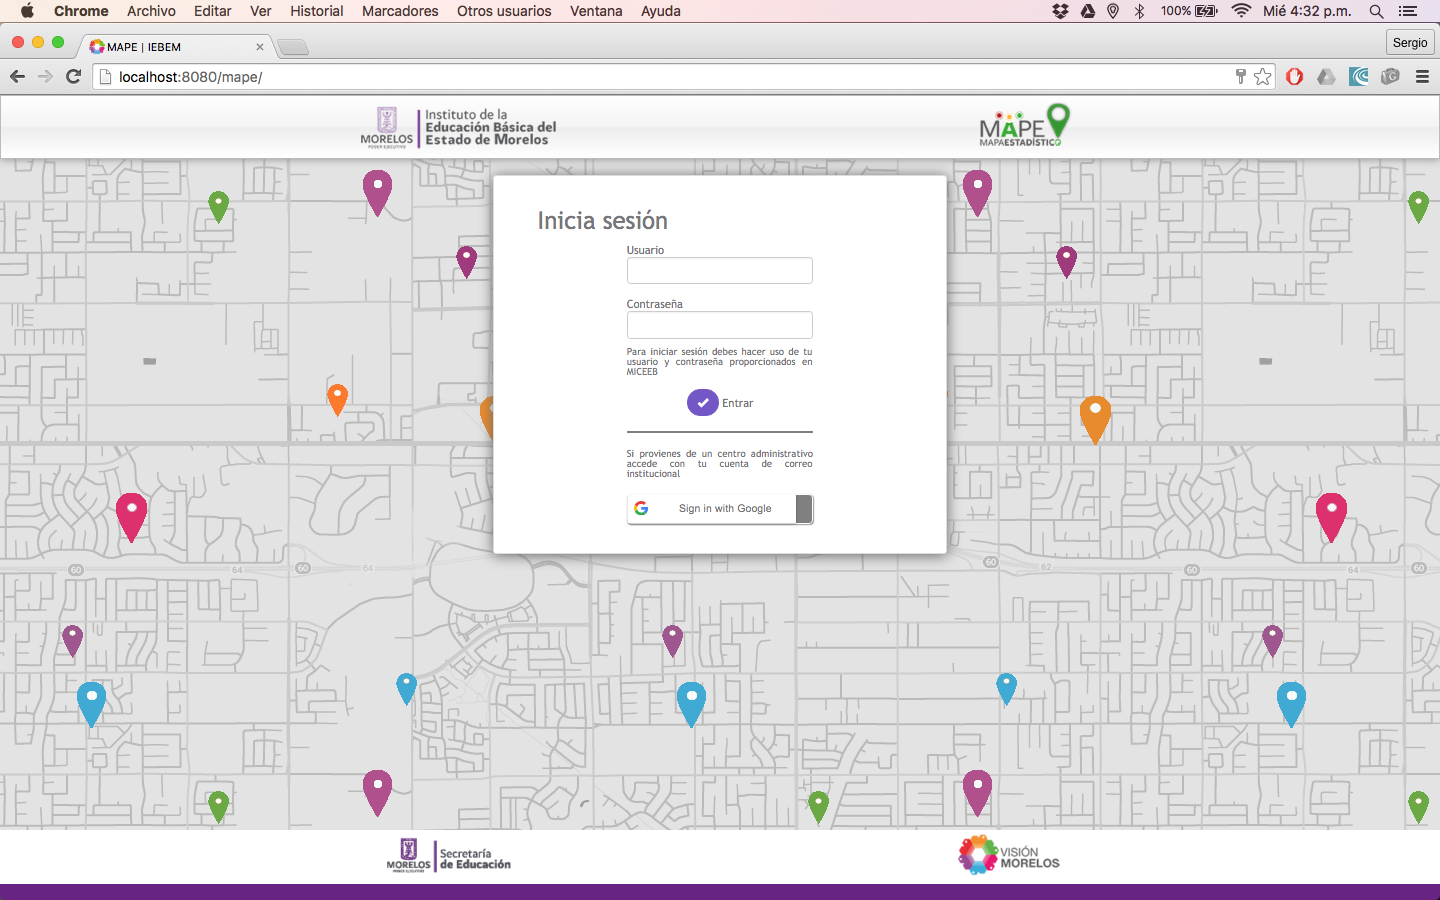 Chrome Archivo Editar Ver Historial Marcadores Otros usuarios Ventana Ayuda 100% Mié 4:32 p.m.
MAPE | IEBEM
Sergio
localhost:8080/mape/
MORELOS
PODER EJECUTIVO
Instituto de la
Educación Básica del
Estado de Morelos
MAPE
MAPAESTADÍSTICO
Inicia sesión
Usuario
Contraseña
Para iniciar sesión debes hacer uso de tu
usuario y contraseña proporcionados en
MICEEB
Entrar
Si provienes de un centro administrativo
accede con tu cuenta de correo
institucional
Sign in with Google
60 64 60 64 60 62 60 60
MORELOS
PODER EJECUTIVO
Secretaría
de Educación
VISIÓN
MORELOS